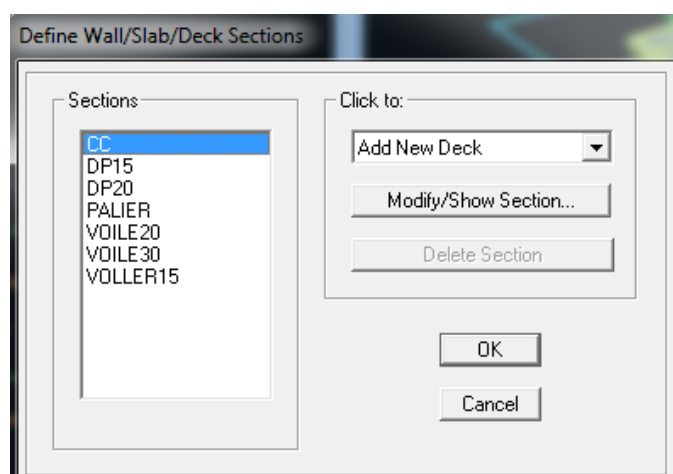 Define Wall/Slab/Deck Sections
Sections
CC
DP15
DP20
PALIER
VOILE20
VOILE30
VOLLER15
Click to:
Add New Deck
Modify/Show Section...
Delete Section
OK
Cancel